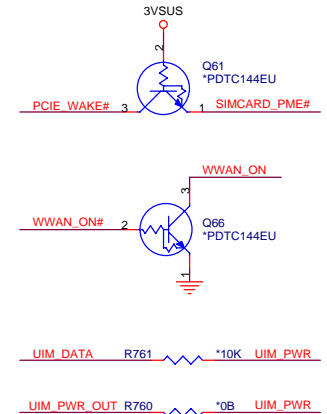 3VSUS
2
Q61
*PDTC144EU
PCIE_WAKE# 3 1 SIMCARD_PME#
WWAN_ON
3
WWAN_ON# 2 Q66
*PDTC144EU
1
UIM_DATA R761 *10K UIM_PWR
UIM_PWR_OUT R760 *0B UIM_PWR